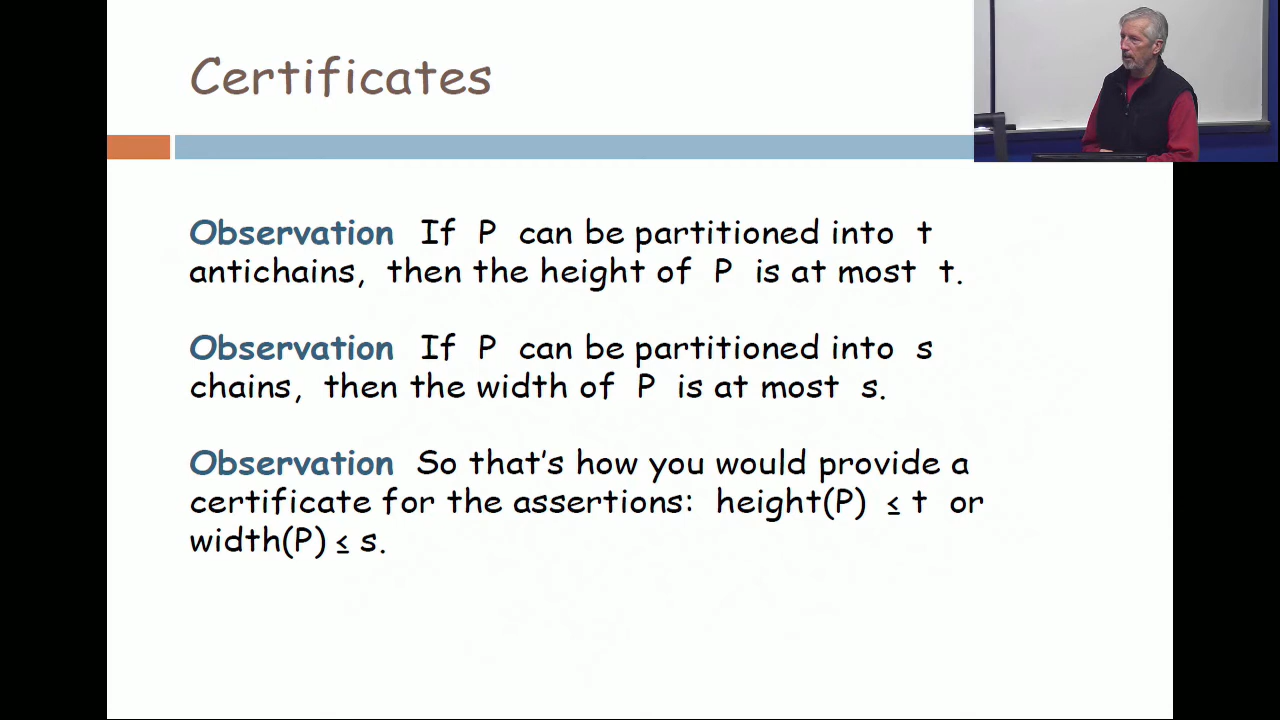 Certificates
Observation If P can be partitioned into t
antichains, then the height of P is at most t.
Observation If P can be partitioned into s
chains, then the width of P is at most s.
Observation So that's how you would provide a
certificate for the assertions: height(P) ≤ t or
width(P) ≤ s.